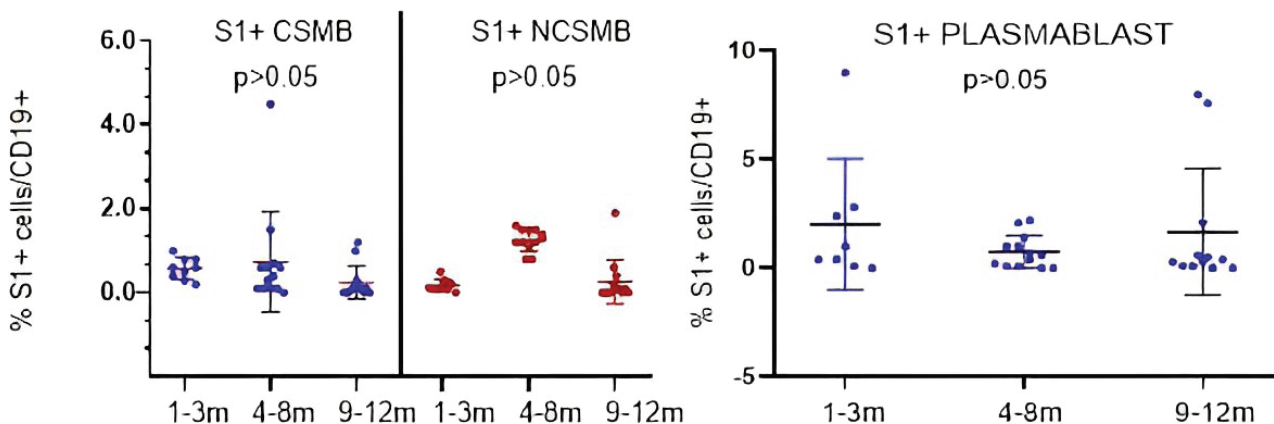 S1+ CSMB
p>0.05
S1+ NCSMB
p>0.05
% S1+ cells/CD19+
6.0
4.0
2.0
0.0
1-3m 4-8m 9-12m 1-3m 4-8m 9-12m
S1+ PLASMABLAST
p>0.05
% S1+ cells/CD19+
10
5
0
-5
1-3m 4-8m 9-12m